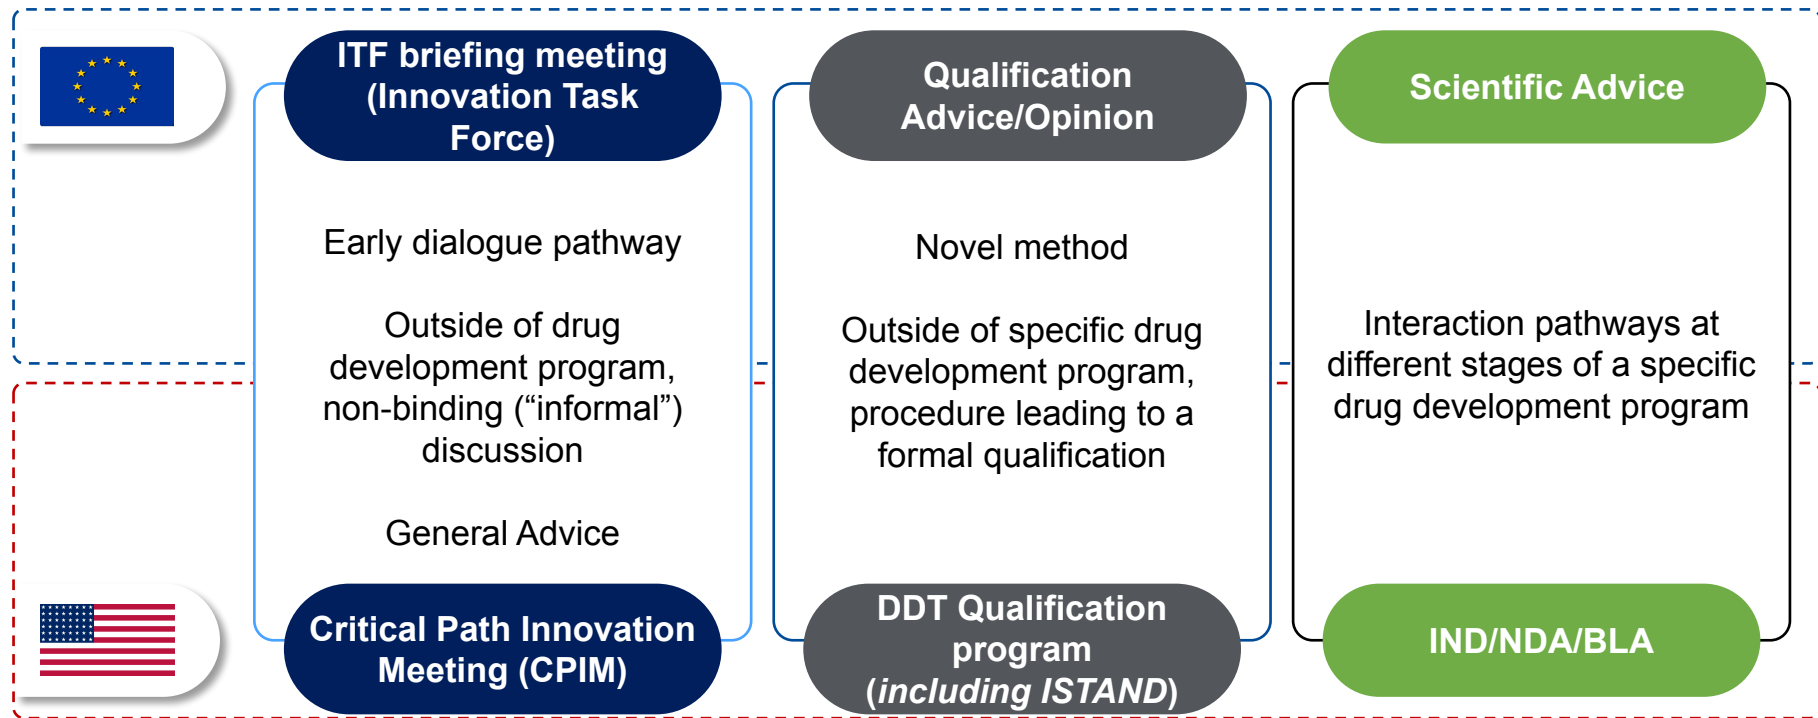 ITF briefing meeting
(Innovation Task
Force)
Early dialogue pathway
Outside of drug
development program,
non-binding (“informal”)
discussion
General Advice
Critical Path Innovation
Meeting (CPIM)
Qualification
Advice/Opinion
Novel method
Outside of specific drug
development program,
procedure leading to a
formal qualification
DDT Qualification
program
(including ISTAND)
Scientific Advice
Interaction pathways at
different stages of a specific
drug development program
IND/NDA/BLA